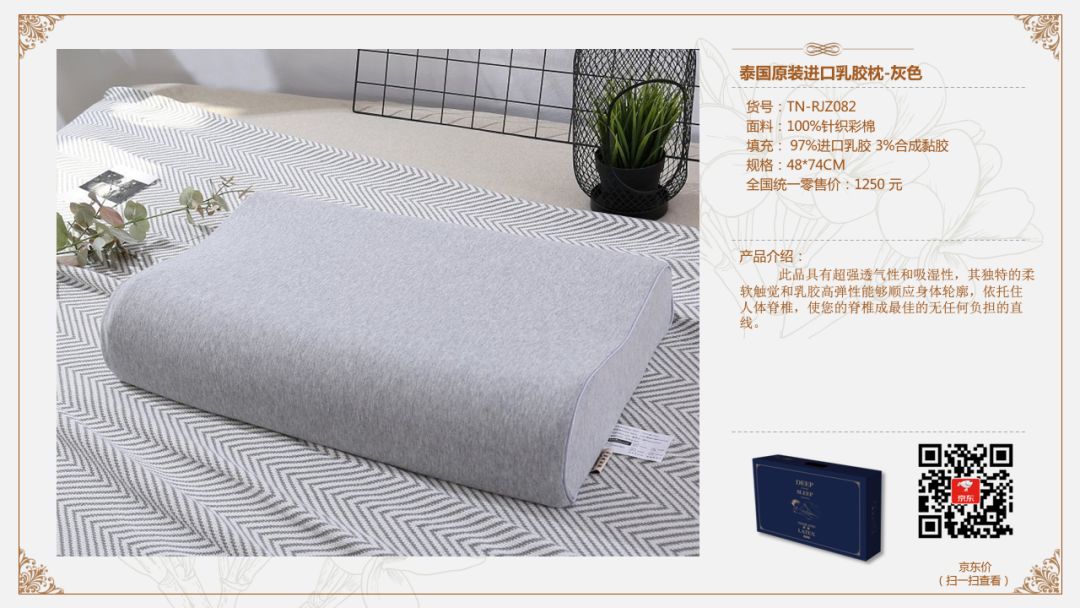 泰国原装进口乳胶枕-灰色
货号：TN-RJZ082
面料：100%针织彩棉
填充： 97%进口乳胶 3%合成黏胶
规格：48*74CM
全国统一零售价：1250 元
产品介绍：
此品具有超强透气性和吸湿性，其独特的柔
软触觉和乳胶高弹性能够顺应身体轮廓，依托住
人体脊椎，使您的脊椎成最佳的无任何负担的直
线。
DEEP
SLEEP
LATEX
京东
京东价
（扫一扫查看）